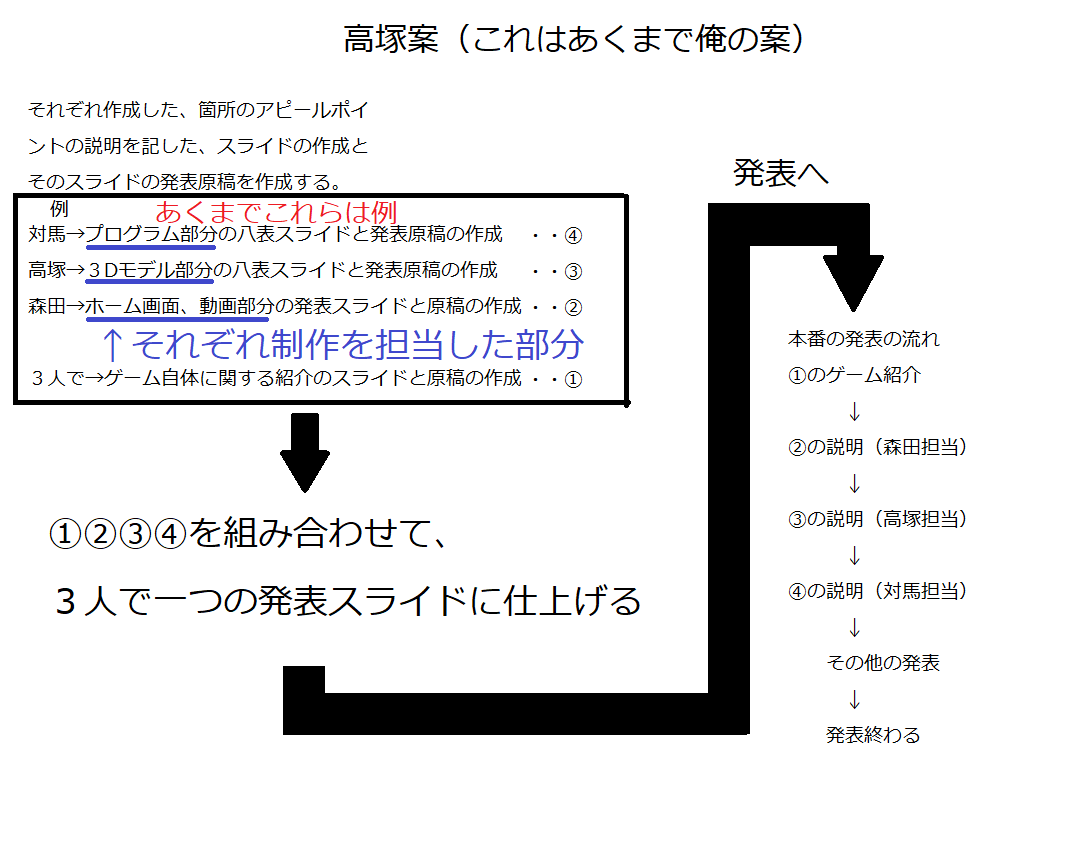 高塚案（これはあくまで俺の案）
それぞれ作成した、箇所のアピールポイ
ントの説明を記した、スライドの作成と
そのスライドの発表原稿を作成する。
例
あくまでこれらは例
対馬→プログラム部分の八表スライドと発表原稿の作成　・・④
高塚→３Dモデル部分の八表スライドと発表原稿の作成　・・③
森田→ホーム画面、動画部分の発表スライドと原稿の作成・・②
↑それぞれ制作を担当した部分
３人で→ゲーム自体に関する紹介のスライドと原稿の作成・・①
①②③④を組み合わせて、
３人で一つの発表スライドに仕上げる
発表へ
本番の発表の流れ
①のゲーム紹介
↓
②の説明（森田担当）
↓
③の説明（高塚担当）
↓
④の説明（対馬担当）
↓
その他の発表
↓
発表終わる